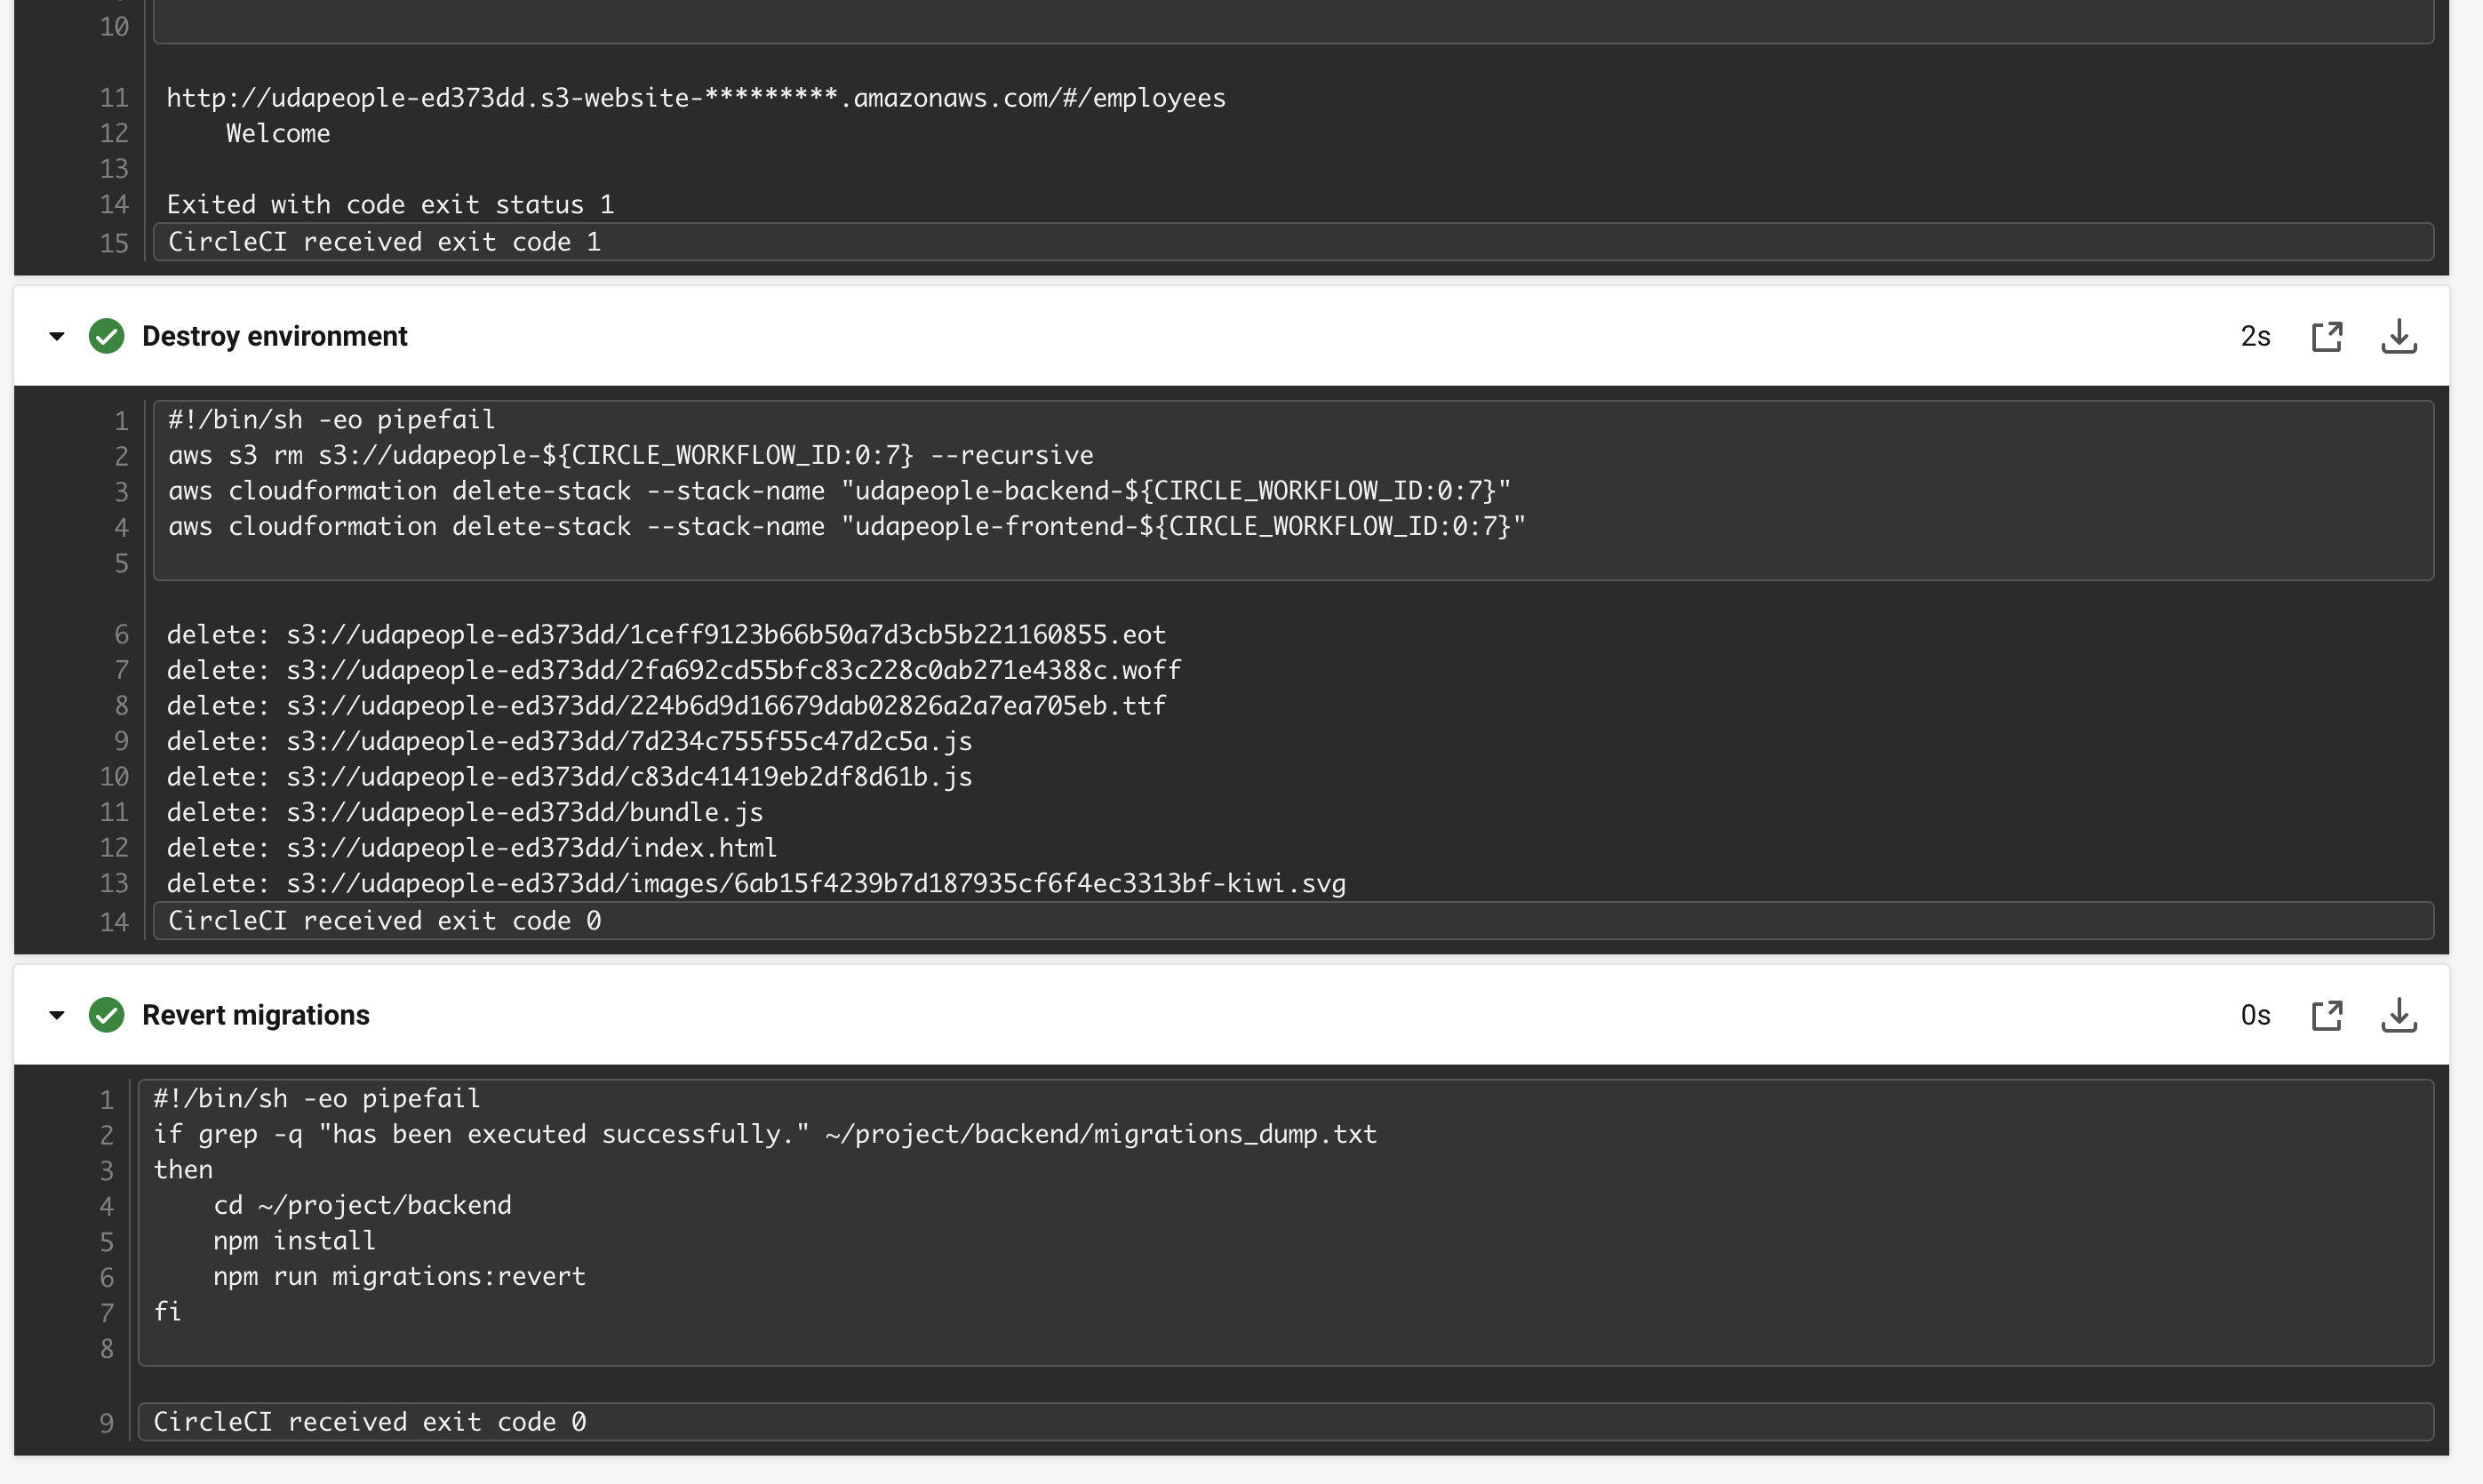 10
11 http://udapeople-ed373dd.s3-website-*********.amazonaws.com/#/employees
12     Welcome
13
14 Exited with code exit status 1
15 CircleCI received exit code 1
Destroy environment 2s
1 #!/bin/sh -eo pipefail
2 aws s3 rm s3://udapeople-${CIRCLE_WORKFLOW_ID:0:7} --recursive
3 aws cloudformation delete-stack --stack-name "udapeople-backend-${CIRCLE_WORKFLOW_ID:0:7}"
4 aws cloudformation delete-stack --stack-name "udapeople-frontend-${CIRCLE_WORKFLOW_ID:0:7}"
5
6 delete: s3://udapeople-ed373dd/1ceff9123b66b50a7d3cb5b221160855.eot
7 delete: s3://udapeople-ed373dd/2fa692cd55bfc83c228c0ab271e4388c.woff
8 delete: s3://udapeople-ed373dd/224b6d9d16679dab02826a2a7ea705eb.ttf
9 delete: s3://udapeople-ed373dd/7d234c755f55c47d2c5a.js
10 delete: s3://udapeople-ed373dd/c83dc41419eb2df8d61b.js
11 delete: s3://udapeople-ed373dd/bundle.js
12 delete: s3://udapeople-ed373dd/index.html
13 delete: s3://udapeople-ed373dd/images/6ab15f4239b7d187935cf6f4ec3313bf-kiwi.svg
14 CircleCI received exit code 0
Revert migrations 0s
1 #!/bin/sh -eo pipefail
2 if grep -q "has been executed successfully." ~/project/backend/migrations_dump.txt
3 then
4     cd ~/project/backend
5     npm install
6     npm run migrations:revert
7 fi
8
9 CircleCI received exit code 0